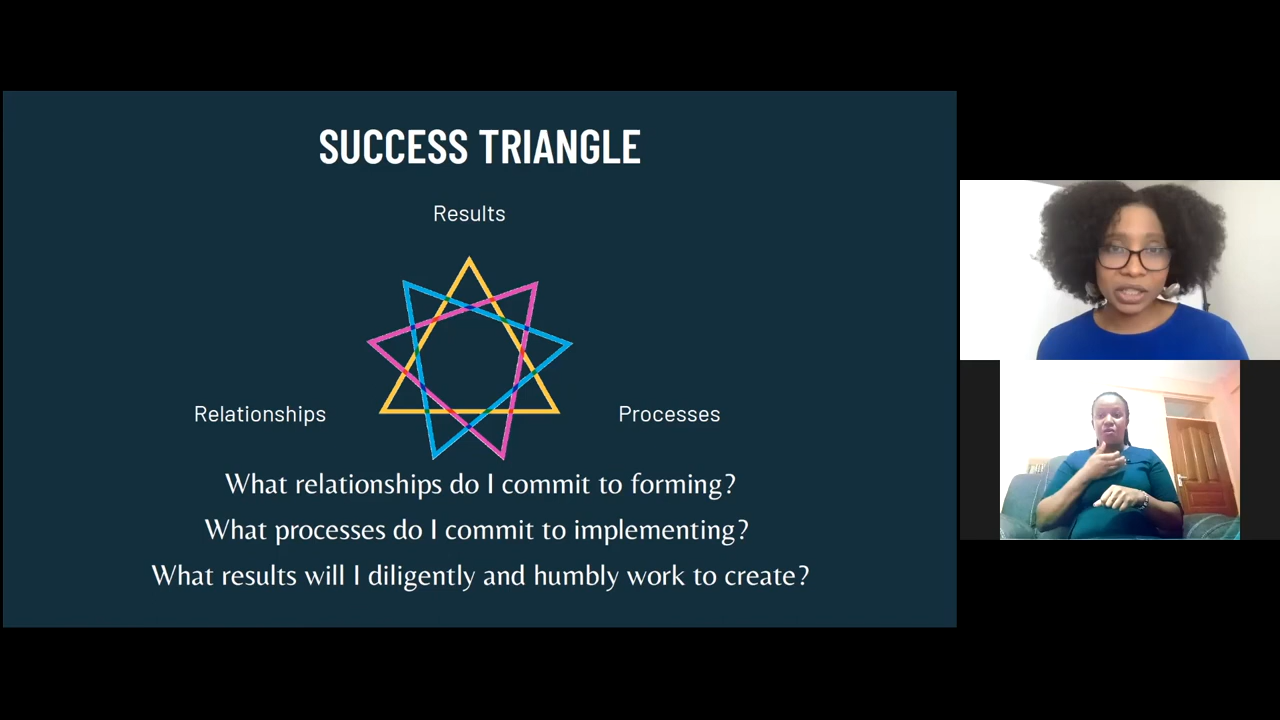 SUCCESS TRIANGLE
Results
Relationships
Processes
What relationships do I commit to forming?
What processes do I commit to implementing?
What results will I diligently and humbly work to create?